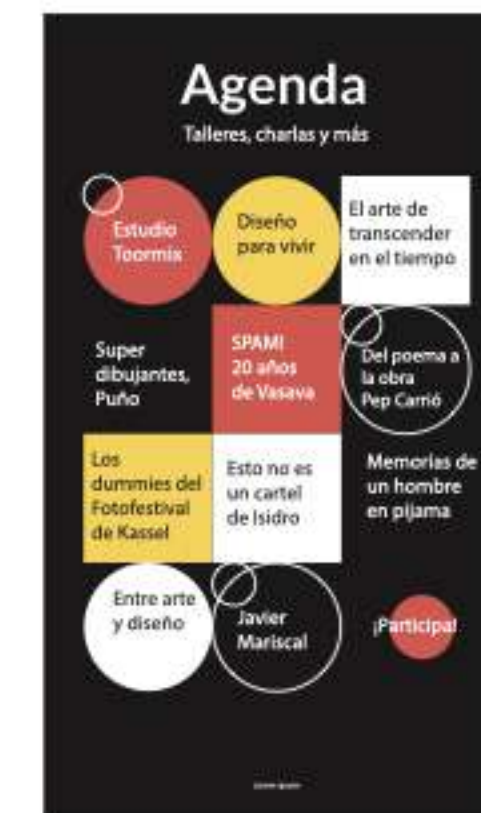 Agenda
Talleres, charlas y más
Estudio
Toormix
Diseño
para vivir
El arte de
transcender
en el tiempo
Super
dibujantes,
Puño
SPAM!
20 años
de Vasava
Del poema a
la obra
Pep Carrió
Los
dummies del
Fotofestival
de Kassel
Esto no es
un cartel
de Isidro
Memorias de
un hombre
en pijama
Entre arte
y diseño
Javier
Mariscal
¡Participa!